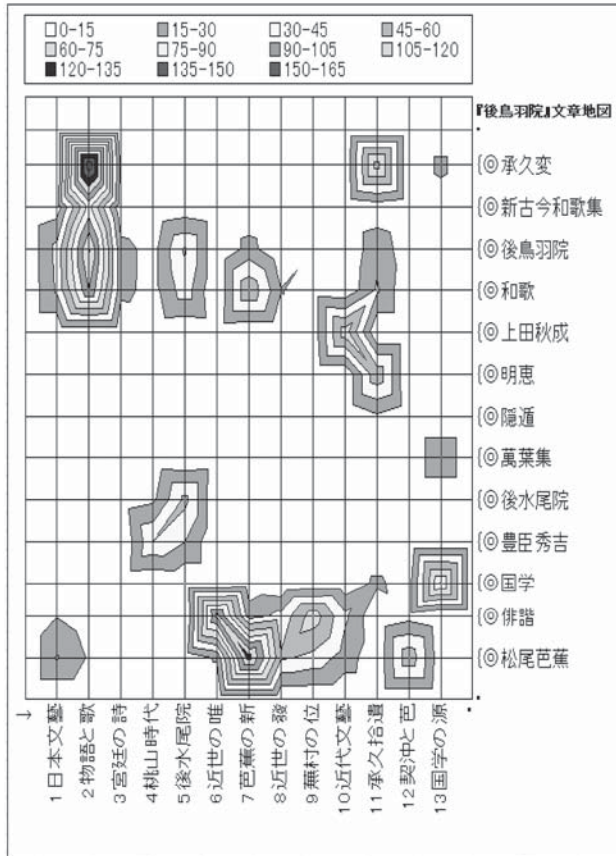 0-15 15-30 30-45 45-60
60-75 75-90 90-105 105-120
120-135 135-150 150-165
『後鳥羽院』文章地図
{◎承久変
{◎新古今和歌集
{◎後鳥羽院
{◎和歌
{◎上田秋成
{◎明恵
{◎隠遁
{◎萬葉集
{◎後水尾院
{◎豊臣秀吉
{◎国学
{◎俳諧
{◎松尾芭蕉
1日本文藝
2物語と歌
3宮廷の詩
4桃山時代
5後水尾院
6近世の唯
7芭蕉の新
8近世の發
9蕪村の位
10近代文藝
11承久拾遺
12契沖と芭
13国学の源